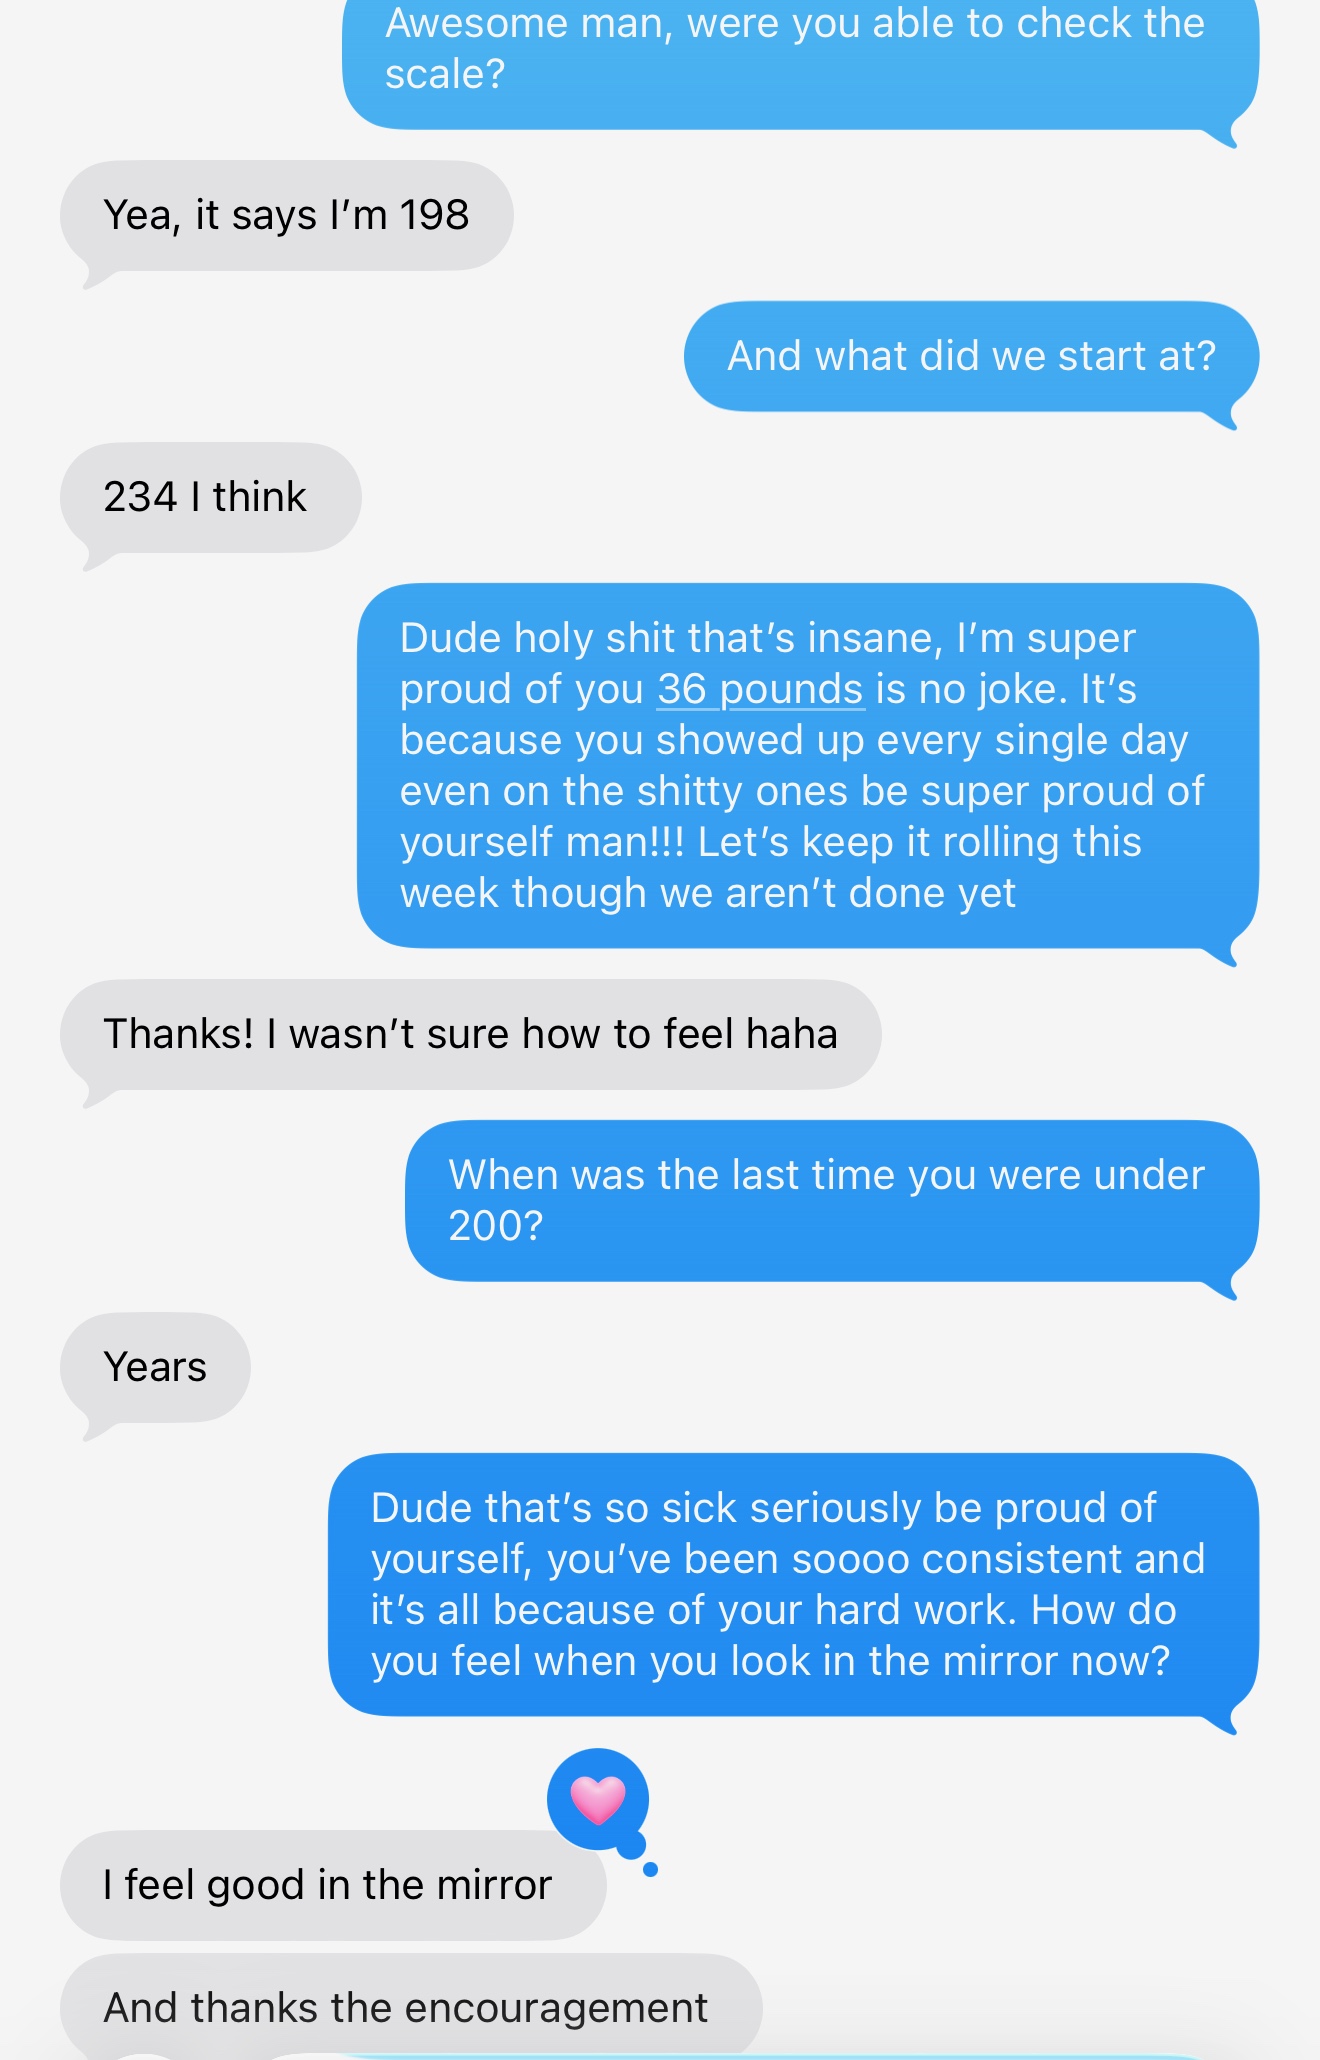 Awesome man, were you able to check the
scale?
Yea, it says I’m 198
And what did we start at?
234 I think
Dude holy shit that’s insane, I’m super
proud of you 36 pounds is no joke. It’s
because you showed up every single day
even on the shitty ones be super proud of
yourself man!!! Let’s keep it rolling this
week though we aren’t done yet
Thanks! I wasn’t sure how to feel haha
When was the last time you were under
200?
Years
Dude that’s so sick seriously be proud of
yourself, you’ve been soooo consistent and
it’s all because of your hard work. How do
you feel when you look in the mirror now?
I feel good in the mirror
And thanks the encouragement